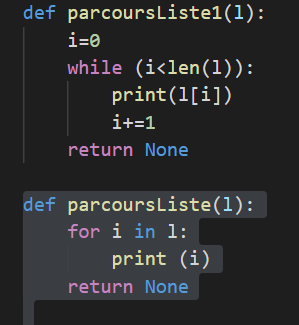 def parcoursListe1(l):
    i=0
    while (i<len(l)):
        print(l[i])
        i+=1
    return None

def parcoursListe(l):
    for i in l:
        print (i)
    return None